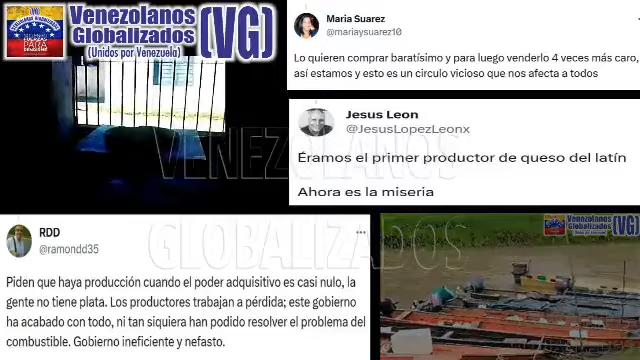 Venezolanos
Globalizados
(Unidos por Venezuela)
(VG)
Maria Suarez
@mariaysuarez10
Lo quieren comprar baratísimo y para luego venderlo 4 veces más caro,
así estamos y esto es un circulo vicioso que nos afecta a todos
Jesus Leon
@JesusLopezLeonx
Éramos el primer productor de queso del latín
Ahora es la miseria
VENEZOLANOS
GLOBALIZADOS
RDD
@ramondd35
Piden que haya producción cuando el poder adquisitivo es casi nulo, la
gente no tiene plata. Los productores trabajan a pérdida; este gobierno
ha acabado con todo, ni tan siquiera han podido resolver el problema del
combustible. Gobierno ineficiente y nefasto.
Venezolanos
Globalizados
(VG)